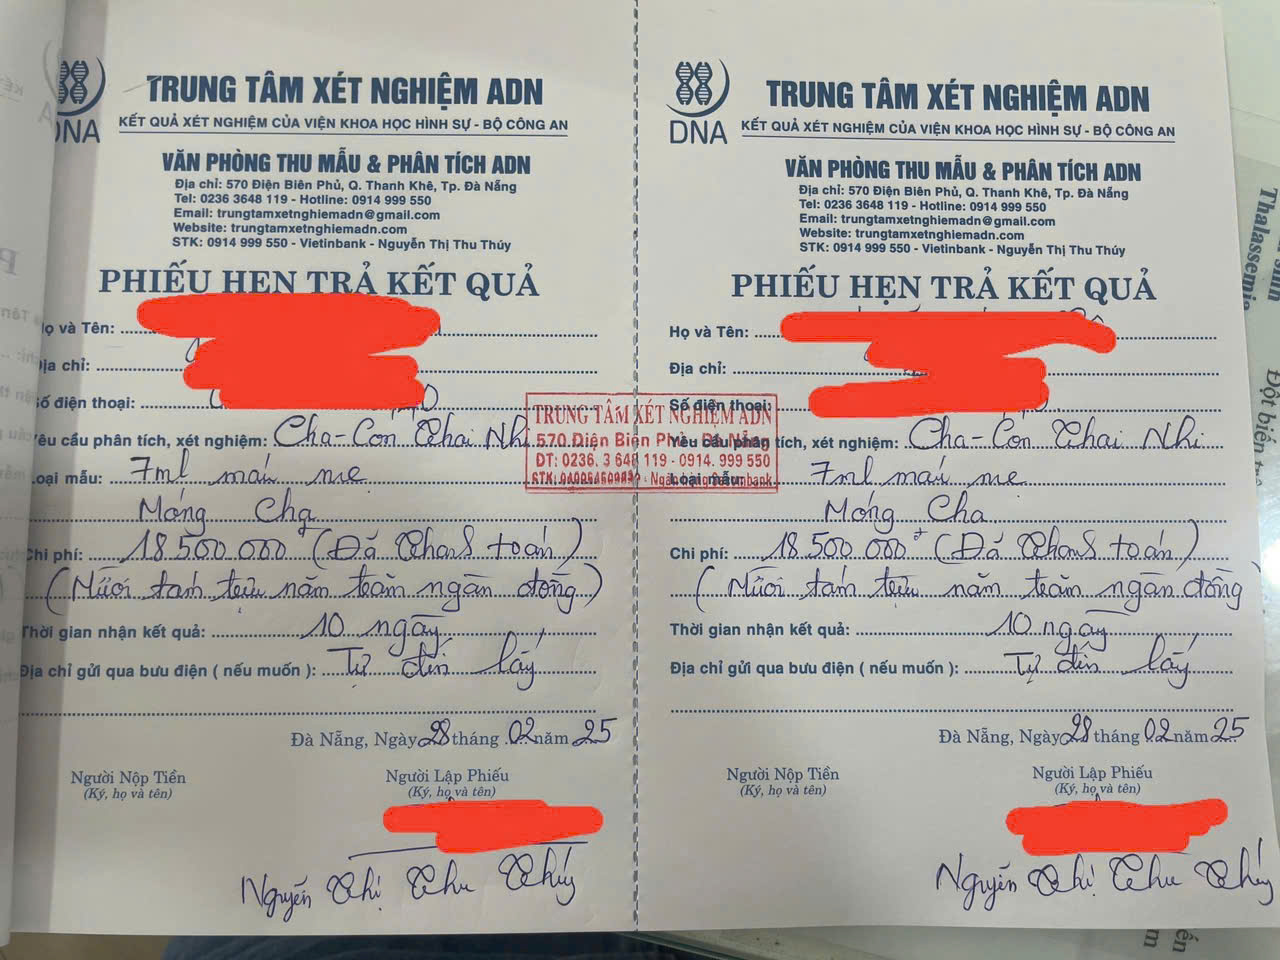 DNA
TRUNG TÂM XÉT NGHIỆM ADN
KẾT QUẢ XÉT NGHIỆM CỦA VIỆN KHOA HỌC HÌNH SỰ - BỘ CÔNG AN
VĂN PHÒNG THU MẪU & PHÂN TÍCH ADN
Địa chỉ: 570 Điện Biên Phủ, Q. Thanh Khê, Tp. Đà Nẵng
Tel: 0236 3648 119 - Hotline: 0914 999 550
Email: trungtamxetnghiemadn@gmail.com
Website: trungtamxetnghiemadn.com
STK: 0914 999 550 - Vietinbank - Nguyễn Thị Thu Thúy
PHIẾU HẸN TRẢ KẾT QUẢ
Họ và Tên:
Địa chỉ:
Số điện thoại:
Yêu cầu phân tích, xét nghiệm: Cha-Con Thai Nhi
Loại mẫu: 7ml máu mẹ
Móng Cha
Chi phí: 18.500.000đ (Đã Thanh toán)
(Mười tám triệu năm trăm ngàn đồng)
Thời gian nhận kết quả: 10 ngày
Địa chỉ gửi qua bưu điện ( nếu muốn ): Tự đến lấy
Đà Nẵng, Ngày 28 tháng 02 năm 25
Người Nộp Tiền
(Ký, họ và tên)
Người Lập Phiếu
(Ký, họ và tên)
Nguyễn Thị Thu Thúy
TRUNG TÂM XÉT NGHIỆM ADN
570 Điện Biên Phủ - Đà Nẵng
ĐT: 0236. 3 648 119 - 0914. 999 550
DNA
TRUNG TÂM XÉT NGHIỆM ADN
KẾT QUẢ XÉT NGHIỆM CỦA VIỆN KHOA HỌC HÌNH SỰ - BỘ CÔNG AN
VĂN PHÒNG THU MẪU & PHÂN TÍCH ADN
Địa chỉ: 570 Điện Biên Phủ, Q. Thanh Khê, Tp. Đà Nẵng
Tel: 0236 3648 119 - Hotline: 0914 999 550
Email: trungtamxetnghiemadn@gmail.com
Website: trungtamxetnghiemadn.com
STK: 0914 999 550 - Vietinbank - Nguyễn Thị Thu Thúy
PHIẾU HẸN TRẢ KẾT QUẢ
Họ và Tên:
Địa chỉ:
Số điện thoại:
Yêu cầu phân tích, xét nghiệm: Cha-Con Thai Nhi
Loại mẫu: 7ml máu mẹ
Móng Cha
Chi phí: 18.500.000đ (Đã Thanh toán)
(Mười tám triệu năm trăm ngàn đồng)
Thời gian nhận kết quả: 10 ngày
Địa chỉ gửi qua bưu điện ( nếu muốn ): Tự đến lấy
Đà Nẵng, Ngày 28 tháng 02 năm 25
Người Nộp Tiền
(Ký, họ và tên)
Người Lập Phiếu
(Ký, họ và tên)
Nguyễn Thị Thu Thúy
Thalassemia
Đột biến